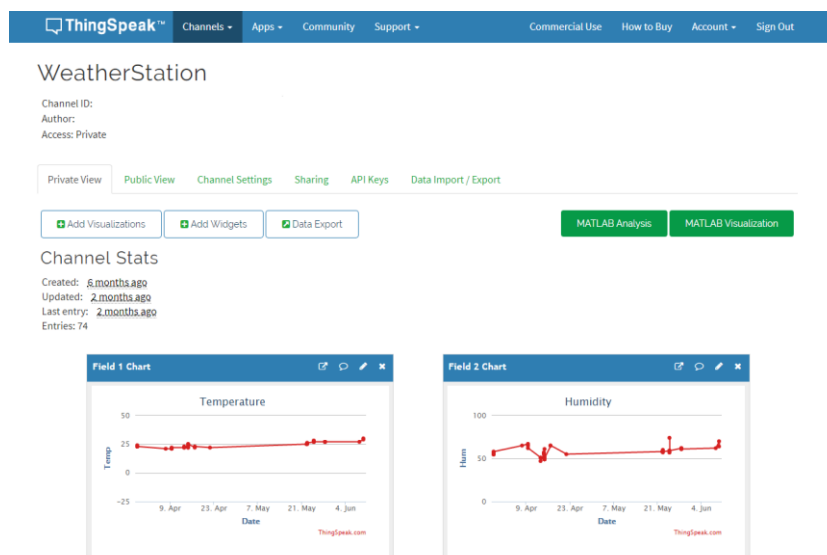 ThingSpeak™ Channels Apps Community Support Commercial Use How to Buy Account Sign Out
WeatherStation
Channel ID:
Author:
Access: Private
Private View Public View Channel Settings Sharing API Keys Data Import / Export
Add Visualizations Add Widgets Data Export MATLAB Analysis MATLAB Visualization
Channel Stats
Created: 6 months ago
Updated: 2 months ago
Last entry: 2 months ago
Entries: 74
Field 1 Chart
Temperature
50
25
0
-25
Temp
9. Apr 23. Apr 7. May 21. May 4. Jun
Date
ThingSpeak.com
Field 2 Chart
Humidity
100
50
0
Hum
9. Apr 23. Apr 7. May 21. May 4. Jun
Date
ThingSpeak.com